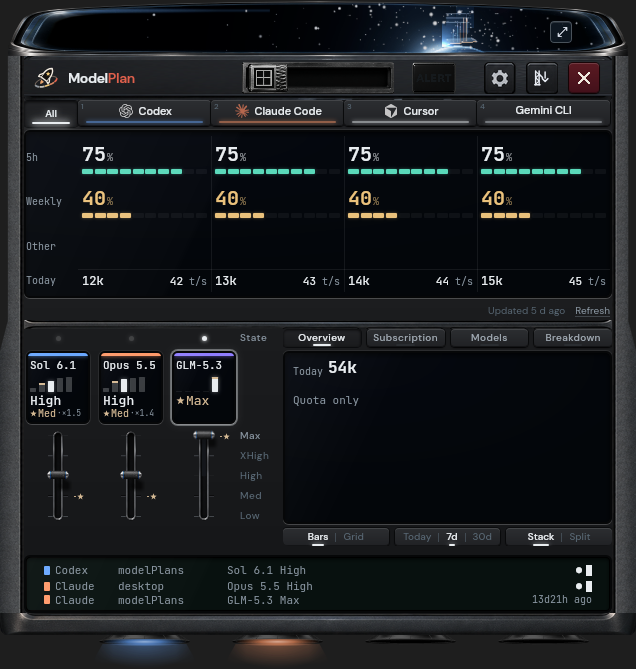 ModelPlan ALERT
All 1 Codex 2 Claude Code 3 Cursor 4 Gemini CLI
5h 75% 75% 75% 75%
Weekly 40% 40% 40% 40%
Other
Today 12k 42 t/s 13k 43 t/s 14k 44 t/s 15k 45 t/s
Updated 5 d ago Refresh
State Overview Subscription Models Breakdown
Sol 6.1 Opus 5.5 GLM-5.3
Today 54k
High High ★Max
Quota only
★Med ·×1.5 ★Med ·×1.4
Max
XHigh
High
Med
Low
Bars | Grid Today | 7d | 30d Stack | Split
Codex modelPlans Sol 6.1 High
Claude desktop Opus 5.5 High
Claude modelPlans GLM-5.3 Max 13d21h ago